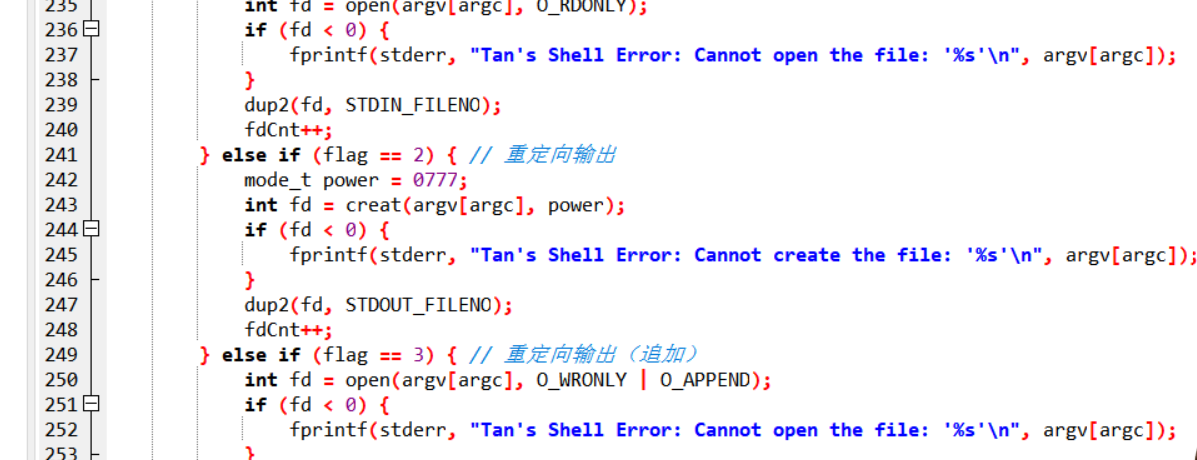 235 int fd = open(argv[argc], O_RDONLY);
236 if (fd < 0) {
237 fprintf(stderr, "Tan's Shell Error: Cannot open the file: '%s'\n", argv[argc]);
238 }
239 dup2(fd, STDIN_FILENO);
240 fdCnt++;
241 } else if (flag == 2) { // 重定向输出
242 mode_t power = 0777;
243 int fd = creat(argv[argc], power);
244 if (fd < 0) {
245 fprintf(stderr, "Tan's Shell Error: Cannot create the file: '%s'\n", argv[argc]);
246 }
247 dup2(fd, STDOUT_FILENO);
248 fdCnt++;
249 } else if (flag == 3) { // 重定向输出（追加）
250 int fd = open(argv[argc], O_WRONLY | O_APPEND);
251 if (fd < 0) {
252 fprintf(stderr, "Tan's Shell Error: Cannot open the file: '%s'\n", argv[argc]);
253 }